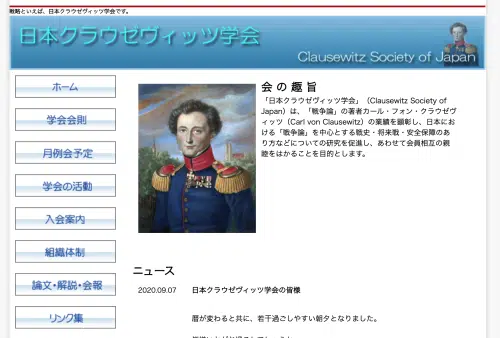 戦略といえば、日本クラウゼヴィッツ学会です。
日本クラウゼヴィッツ学会
Clausewitz Society of Japan
ホーム
学会会則
月例会予定
学会の活動
入会案内
組織体制
論文・解説・会報
リンク集
会 の 趣 旨
「日本クラウゼヴィッツ学会」（Clausewitz Society of
Japan）は、「戦争論」の著者カール・フォン・クラウゼヴ
ィッツ（Carl von Clausewitz）の業績を顕彰し、日本にお
ける「戦争論」を中心とする戦史・将来戦・安全保障のあ
り方などについての研究を促進し、あわせて会員相互の親
睦をはかることを目的とします。
ニュース
2020.09.07 日本クラウゼヴィッツ学会の皆様
暦が変わると共に、若干過ごしやすい朝夕となりました。